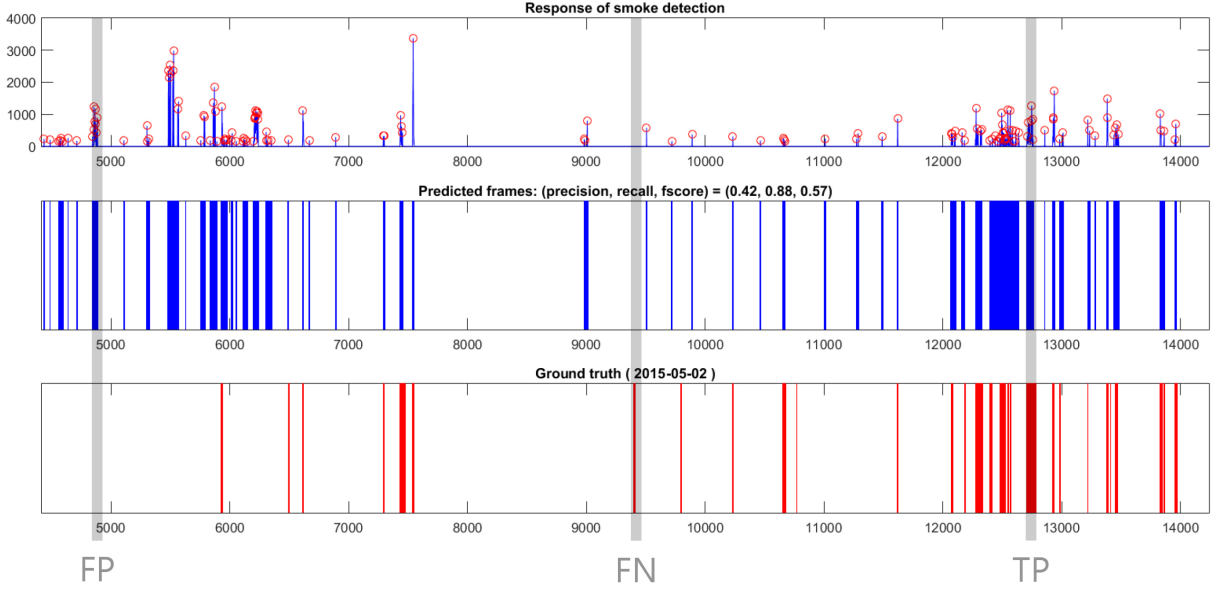 Response of smoke detection
4000
3000
2000
1000
0
5000 6000 7000 8000 9000 10000 11000 12000 13000 14000
Predicted frames: (precision, recall, fscore) = (0.42, 0.88, 0.57)
5000 6000 7000 8000 9000 10000 11000 12000 13000 14000
Ground truth ( 2015-05-02 )
5000 6000 7000 8000 9000 10000 11000 12000 13000 14000
FP FN TP